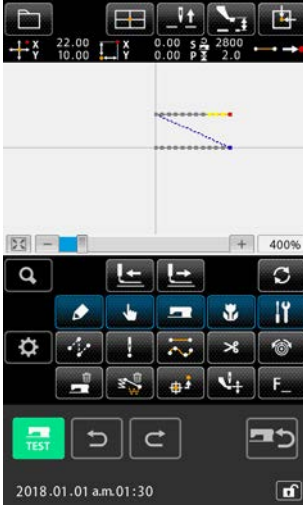 X 22.00 X 0.00 S 2800
Y 10.00 Y 0.00 P 2.0
400%
F_
TEST
2018.01.01 a.m.01:30